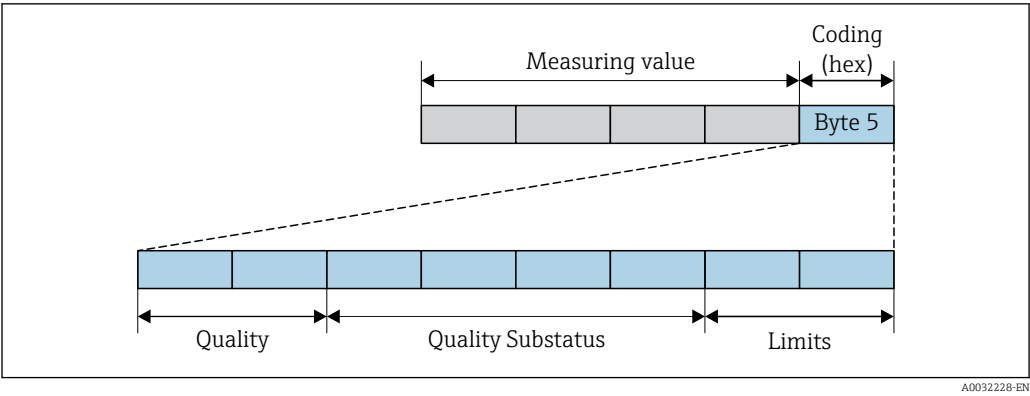 Coding
Measuring value
(hex)
Byte 5
Quality
Quality Substatus
Limits
A0032228-EN